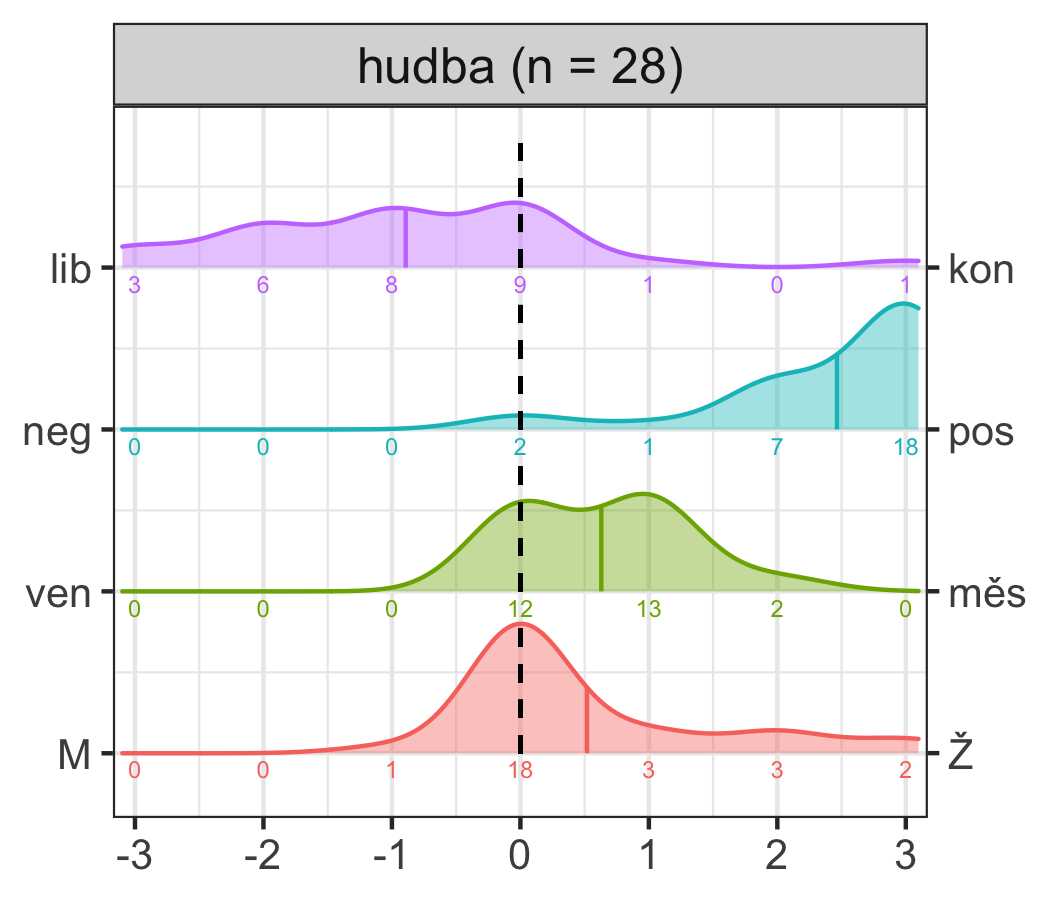 hudba (n = 28)
lib kon
3 6 8 9 1 0 1
neg pos
0 0 0 2 1 7 18
ven měs
0 0 0 12 13 2 0
M Ž
0 0 1 18 3 3 2
-3 -2 -1 0 1 2 3